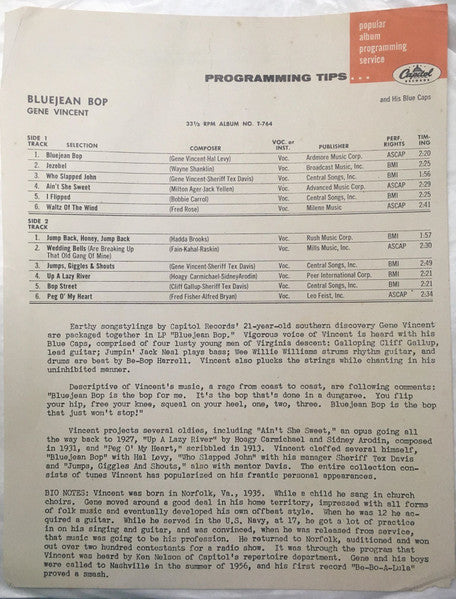 popular
album
programming
service
Capitol
RECORDS
PROGRAMMING TIPS...
BLUEJEAN BOP
GENE VINCENT
and His Blue Caps
33⅓ RPM ALBUM NO. T-764
SIDE 1
TRACK SELECTION COMPOSER VOC. or INST. PUBLISHER PERF. RIGHTS TIMING
1. Bluejean Bop (Gene Vincent-Hal Levy) Voc. Ardmore Music Corp. ASCAP 2:20
2. Jezebel (Wayne Shanklin) Voc. Broadcast Music, Inc. BMI 2:25
3. Who Slapped John (Gene Vincent-Sheriff Tex Davis) Voc. Central Songs, Inc. BMI 1:56
4. Ain't She Sweet (Milton Ager-Jack Yellen) Voc. Advanced Music Corp. ASCAP 2:29
5. I Flipped (Bobbie Carrol) Voc. Central Songs, Inc. BMI 2:25
6. Waltz Of The Wind (Fred Rose) Voc. Milene Music ASCAP 2:41
SIDE 2
TRACK
1. Jump Back, Honey, Jump Back (Hadda Brooks) Voc. Rush Music Corp. BMI 1:57
2. Wedding Bells (Are Breaking Up (Fain-Kahal-Raskin) Voc. Mills Music, Inc. ASCAP 2:30
That Old Gang Of Mine)
3. Jumps, Giggles & Shouts (Gene Vincent-Sheriff Tex Davis) Voc. Central Songs, Inc. BMI 2:49
4. Up A Lazy River (Hoagy Carmichael-SidneyArodin) Voc. Peer International Corp. BMI 2:21
5. Bop Street (Cliff Gallup-Sheriff Tex Davis) Voc. Central Songs, Inc. BMI 2:21
6. Peg O' My Heart (Fred Fisher-Alfred Bryan) Voc. Leo Feist, Inc. ASCAP 2:34
Earthy songstylings by Capitol Records' 21-year-old southern discovery Gene Vincent
are packaged together in LP "Bluejean Bop." Vigorous voice of Vincent is heard with his
Blue Caps, comprised of four lusty young men of Virginia descent: Galloping Cliff Gallup,
lead guitar; Jumpin' Jack Neal plays bass; Wee Willie Williams strums rhythm guitar, and
drums are beat by Be-Bop Harrell. Vincent also plucks the strings while chanting in his
uninhibited manner.
Descriptive of Vincent's music, a rage from coast to coast, are following comments:
"Bluejean Bop is the bop for me. It's the bop that's done in a dungaree. You flip
your hip, free your knee, squeal on your heel, one, two, three. Bluejean Bop is the bop
that just won't stop!"
Vincent projects several oldies, including "Ain't She Sweet," an opus going all
the way back to 1927, "Up A Lazy River" by Hoagy Carmichael and Sidney Arodin, composed
in 1931, and "Peg O' My Heart," scribbled in 1913. Vincent cleffed several himself,
"Bluejean Bop" with Hal Levy, "Who Slapped John" with his manager Sheriff Tex Davis
and "Jumps, Giggles And Shouts," also with mentor Davis. The entire collection con-
sists of tunes Vincent has popularized on his frantic personal appearances.
BIO NOTES: Vincent was born in Norfolk, Va., 1935. While a child he sang in church
choirs. Gene moved around a good deal in his home territory, impressed with all forms
of folk music and eventually developed his own offbeat style. When he was 12 he ac-
quired a guitar. While he served in the U.S. Navy, at 17, he got a lot of practice
in on his singing and guitar, and was convinced, when he was released from service,
that music was going to be his profession. He returned to Norfolk, auditioned and won
out over hundred contestants for a radio show. It was through the program that
Vincent was heard by Ken Nelson of Capitol's repertoire department. Gene and his boys
were called to Nashville in the summer of 1956, and his first record "Be-Bo-A-Lula"
proved a smash.